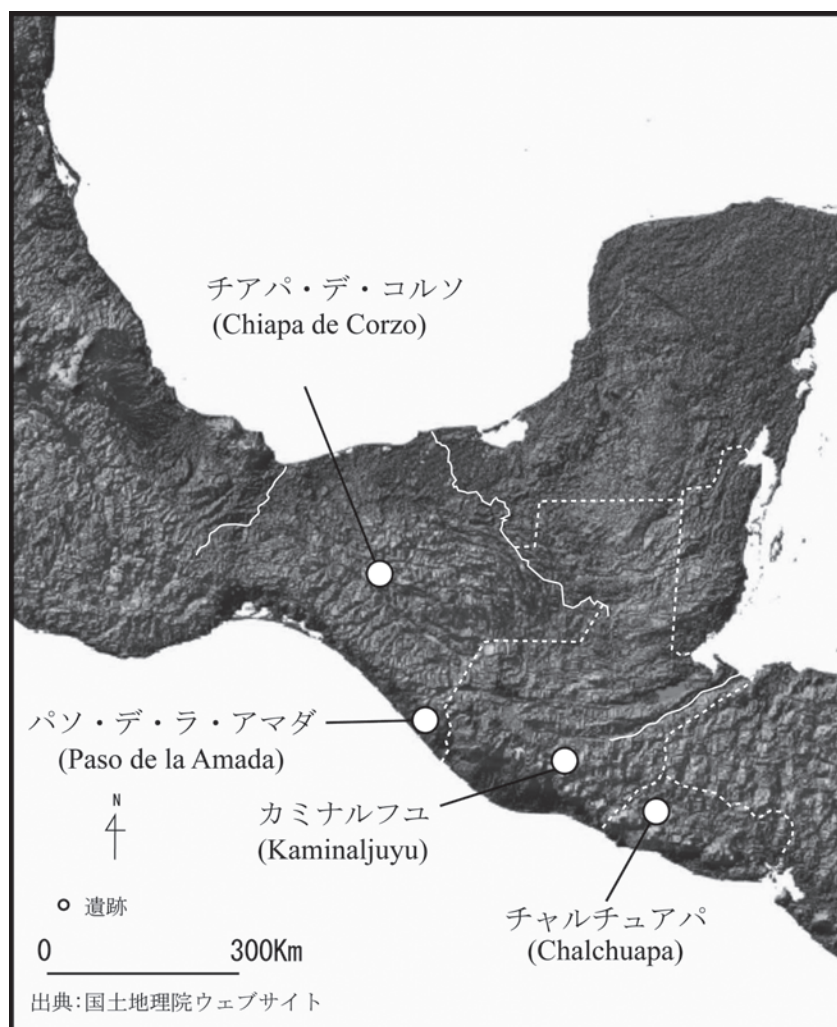 チアパ・デ・コルソ
(Chiapa de Corzo)
パソ・デ・ラ・アマダ
(Paso de la Amada)
カミナルフユ
(Kaminaljuyu)
チャルチュアパ
(Chalchuapa)
N
遺跡
0 300Km
出典：国土地理院ウェブサイト